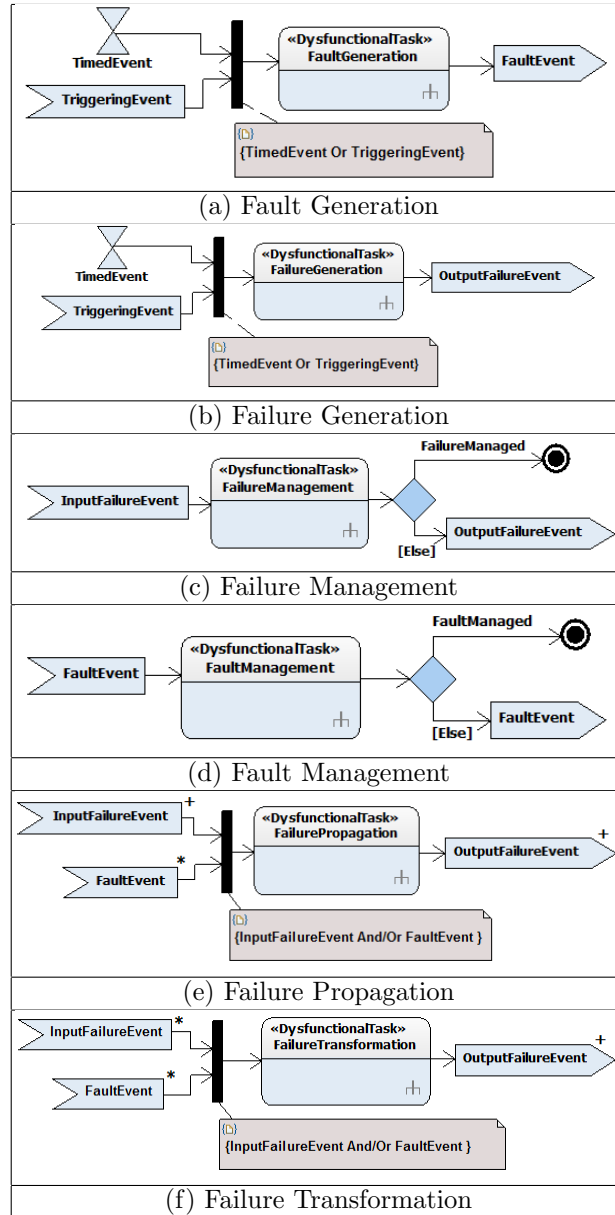 TimedEvent
TriggeringEvent
«DysfunctionalTask»
FaultGeneration
FaultEvent
{TimedEvent Or TriggeringEvent}
(a) Fault Generation
TimedEvent
TriggeringEvent
«DysfunctionalTask»
FailureGeneration
OutputFailureEvent
{}
{TimedEvent Or TriggeringEvent}
(b) Failure Generation
InputFailureEvent
«DysfunctionalTask»
FailureManagement
FailureManaged
[Else]
OutputFailureEvent
(c) Failure Management
FaultEvent
«DysfunctionalTask»
FaultManagement
FaultManaged
[Else]
FaultEvent
(d) Fault Management
InputFailureEvent +
FaultEvent *
«DysfunctionalTask»
FailurePropagation
OutputFailureEvent +
{InputFailureEvent And/Or FaultEvent }
(e) Failure Propagation
InputFailureEvent *
FaultEvent *
«DysfunctionalTask»
FailureTransformation
OutputFailureEvent +
{InputFailureEvent And/Or FaultEvent }
(f) Failure Transformation